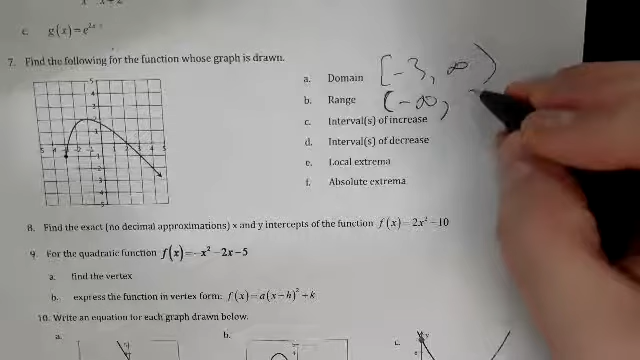 c. g(x) = e
7. Find the following for the function whose graph is drawn.
a. Domain [-3, ∞)
b. Range (-∞,
c. Interval(s) of increase
d. Interval(s) of decrease
e. Local extrema
f. Absolute extrema
8. Find the exact (no decimal approximations) x and y intercepts of the function f(x) = 2x² - 10
9. For the quadratic function f(x) = -x² - 2x - 5
a. find the vertex
b. express the function in vertex form: f(x) = a(x - h)² + k
10. Write an equation for each graph drawn below.
a. b. c.